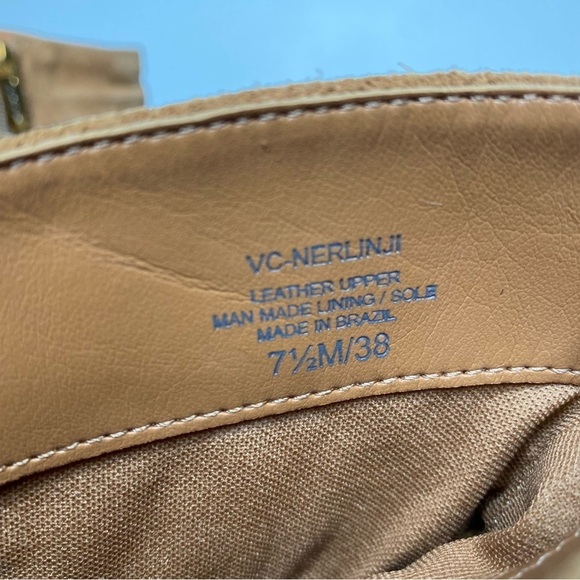 VC-NERLINJI
LEATHER UPPER
MAN MADE LINING / SOLE
MADE IN BRAZIL
7½M/38